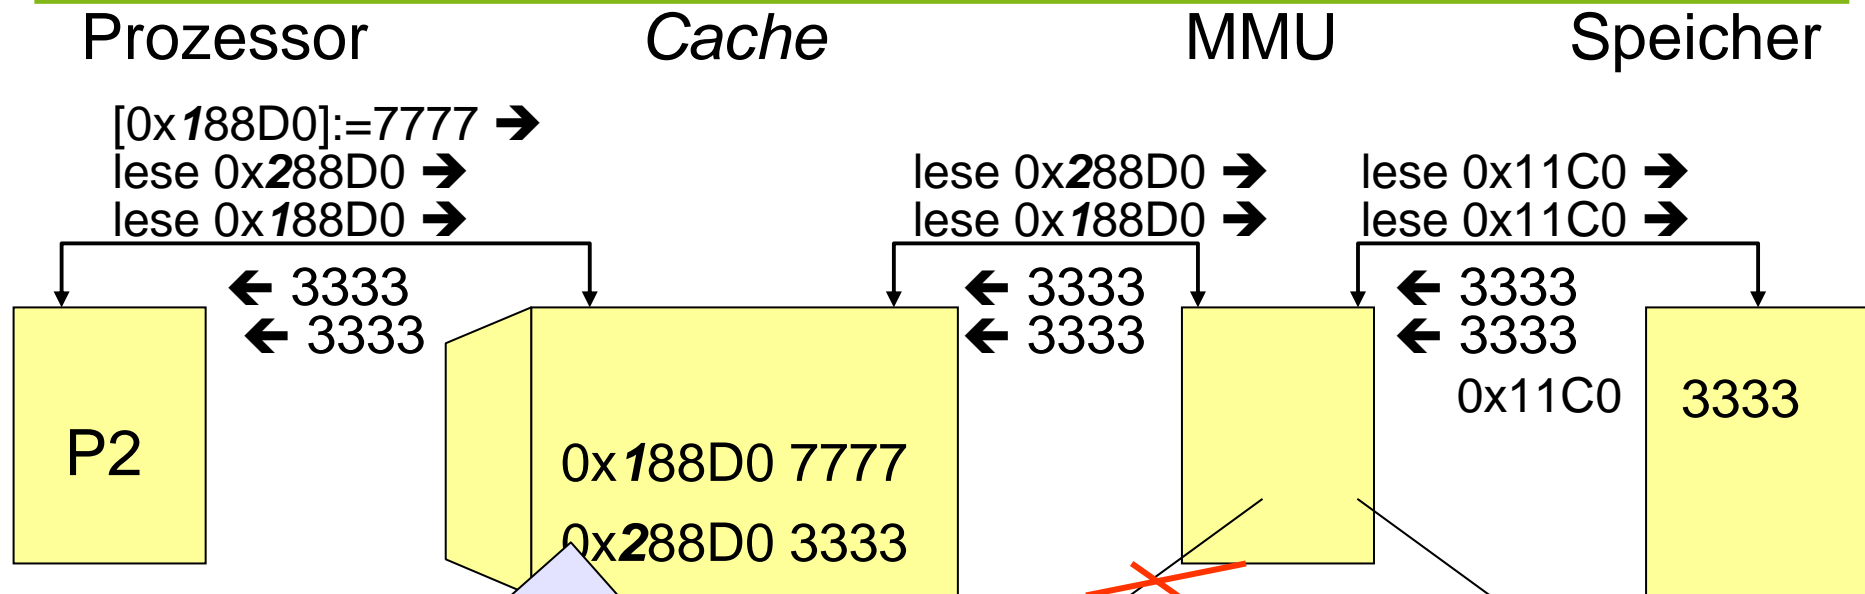 Prozessor Cache MMU Speicher
[0x188D0]:=7777 ➔
lese 0x288D0 ➔ lese 0x288D0 ➔ lese 0x11C0 ➔
lese 0x188D0 ➔ lese 0x188D0 ➔ lese 0x11C0 ➔
🡸 3333 🡸 3333 🡸 3333
🡸 3333 🡸 3333 🡸 3333
0x11C0 3333
P2 0x188D0 7777
0x288D0 3333